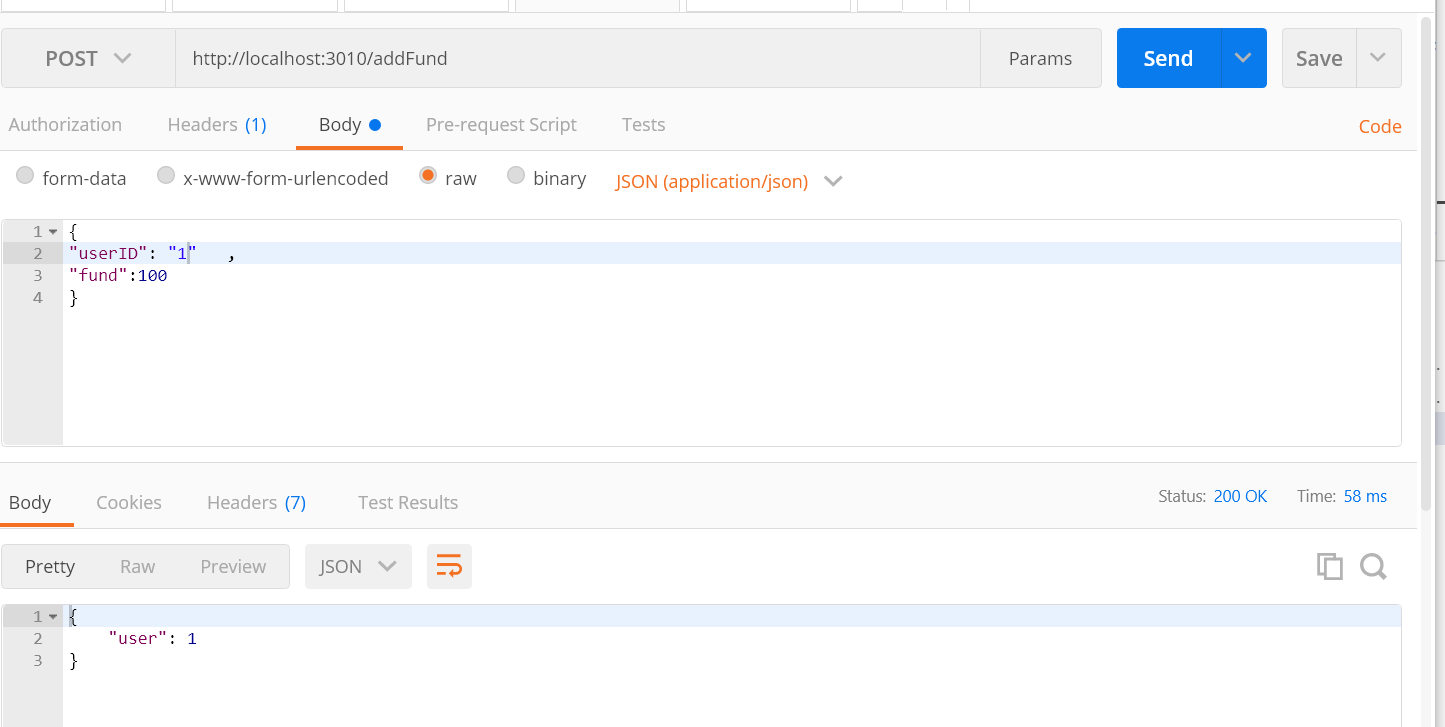 POST http://localhost:3010/addFund Params Send Save
Authorization Headers (1) Body Pre-request Script Tests Code
form-data x-www-form-urlencoded raw binary JSON (application/json)
1 {
2 "userID": "1"   ,
3 "fund":100
4 }
Body Cookies Headers (7) Test Results Status: 200 OK Time: 58 ms
Pretty Raw Preview JSON
1 {
2     "user": 1
3 }